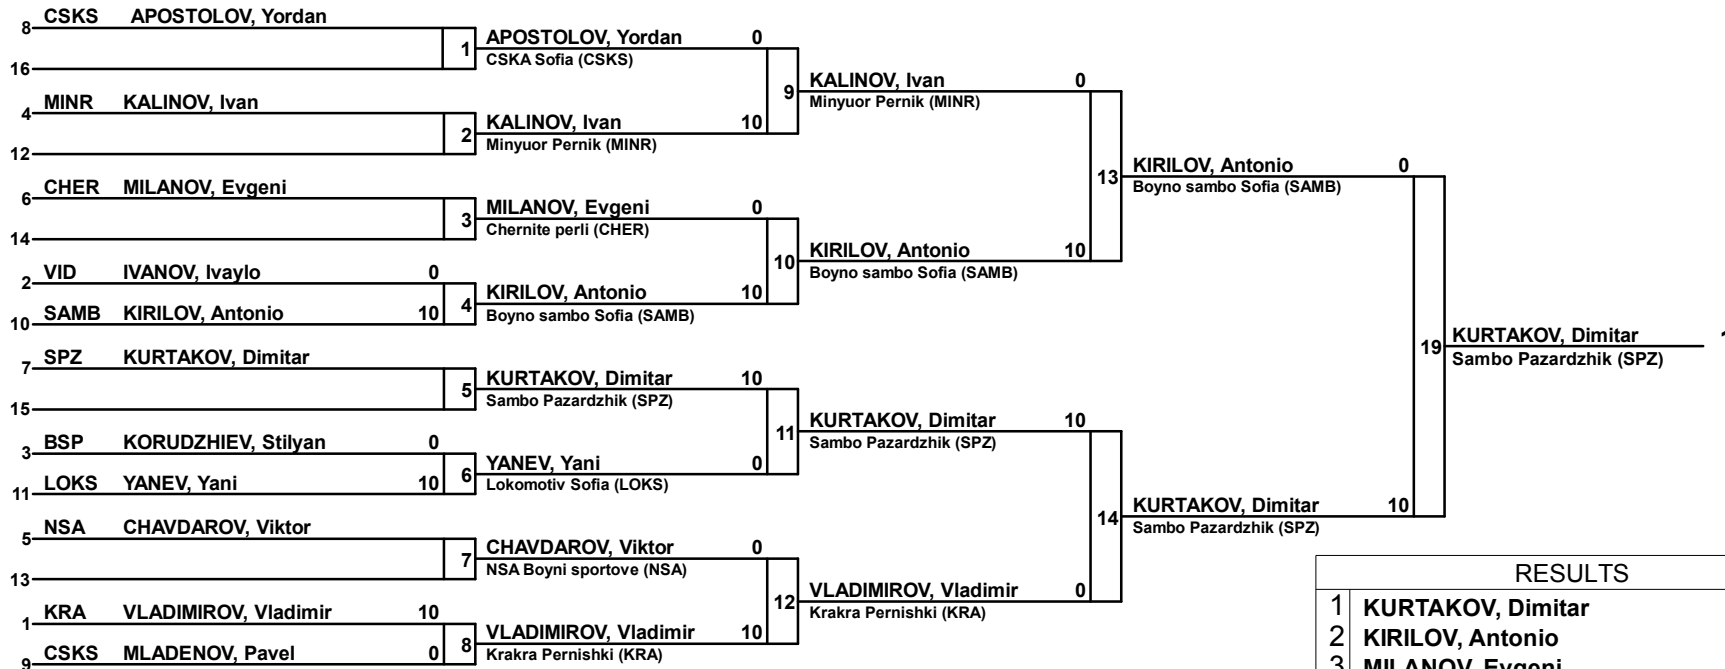 CSKS APOSTOLOV, Yordan
8
1 APOSTOLOV, Yordan 0
CSKA Sofia (CSKS)
16
9 KALINOV, Ivan 0
Minyuor Pernik (MINR)
MINR KALINOV, Ivan
4
2 KALINOV, Ivan 10
Minyuor Pernik (MINR)
12
13 KIRILOV, Antonio 0
Boyno sambo Sofia (SAMB)
CHER MILANOV, Evgeni
6
3 MILANOV, Evgeni 0
Chernite perli (CHER)
14
10 KIRILOV, Antonio 10
Boyno sambo Sofia (SAMB)
VID IVANOV, Ivaylo 0
2
4 KIRILOV, Antonio 10
Boyno sambo Sofia (SAMB)
SAMB KIRILOV, Antonio 10
10
19 KURTAKOV, Dimitar
Sambo Pazardzhik (SPZ)
SPZ KURTAKOV, Dimitar
7
5 KURTAKOV, Dimitar 10
Sambo Pazardzhik (SPZ)
15
11 KURTAKOV, Dimitar 10
Sambo Pazardzhik (SPZ)
BSP KORUDZHIEV, Stilyan 0
3
6 YANEV, Yani 0
Lokomotiv Sofia (LOKS)
LOKS YANEV, Yani 10
11
14 KURTAKOV, Dimitar 10
Sambo Pazardzhik (SPZ)
NSA CHAVDAROV, Viktor
5
7 CHAVDAROV, Viktor 0
NSA Boyni sportove (NSA)
13
12 VLADIMIROV, Vladimir 0
Krakra Pernishki (KRA)
KRA VLADIMIROV, Vladimir 10
1
8 VLADIMIROV, Vladimir 10
Krakra Pernishki (KRA)
CSKS MLADENOV, Pavel 0
9
RESULTS
1 KURTAKOV, Dimitar
2 KIRILOV, Antonio
3 MILANOV, Evgeni